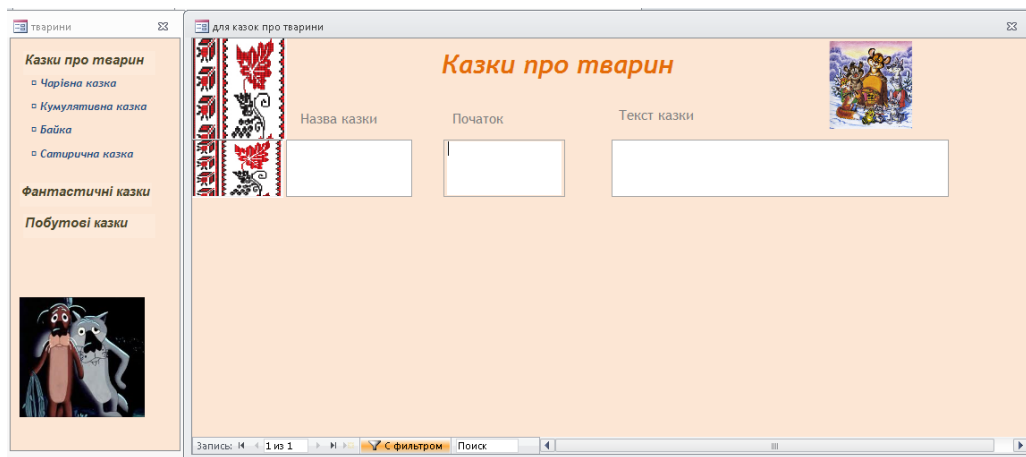 тварини
Казки про тварин
Чарівна казка
Кумулятивна казка
Байка
Сатирична казка
Фантастичні казки
Побутові казки
для казок про тварини
Казки про тварин
Назва казки
Початок
Текст казки
Запись: 1 из 1 С фильтром Поиск